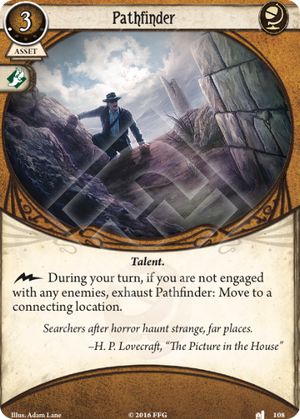 Pathfinder
3
ASSET
Talent.
During your turn, if you are not engaged
with any enemies, exhaust Pathfinder: Move to a
connecting location.
Searchers after horror haunt strange, far places.
–H. P. Lovecraft, “The Picture in the House”
Illus. Adam Lane
© 2016 FFG
108